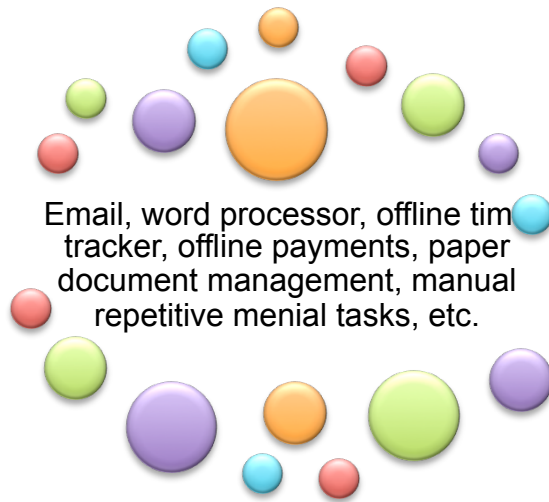 Email, word processor, offline tim
tracker, offline payments, paper
document management, manual
repetitive menial tasks, etc.